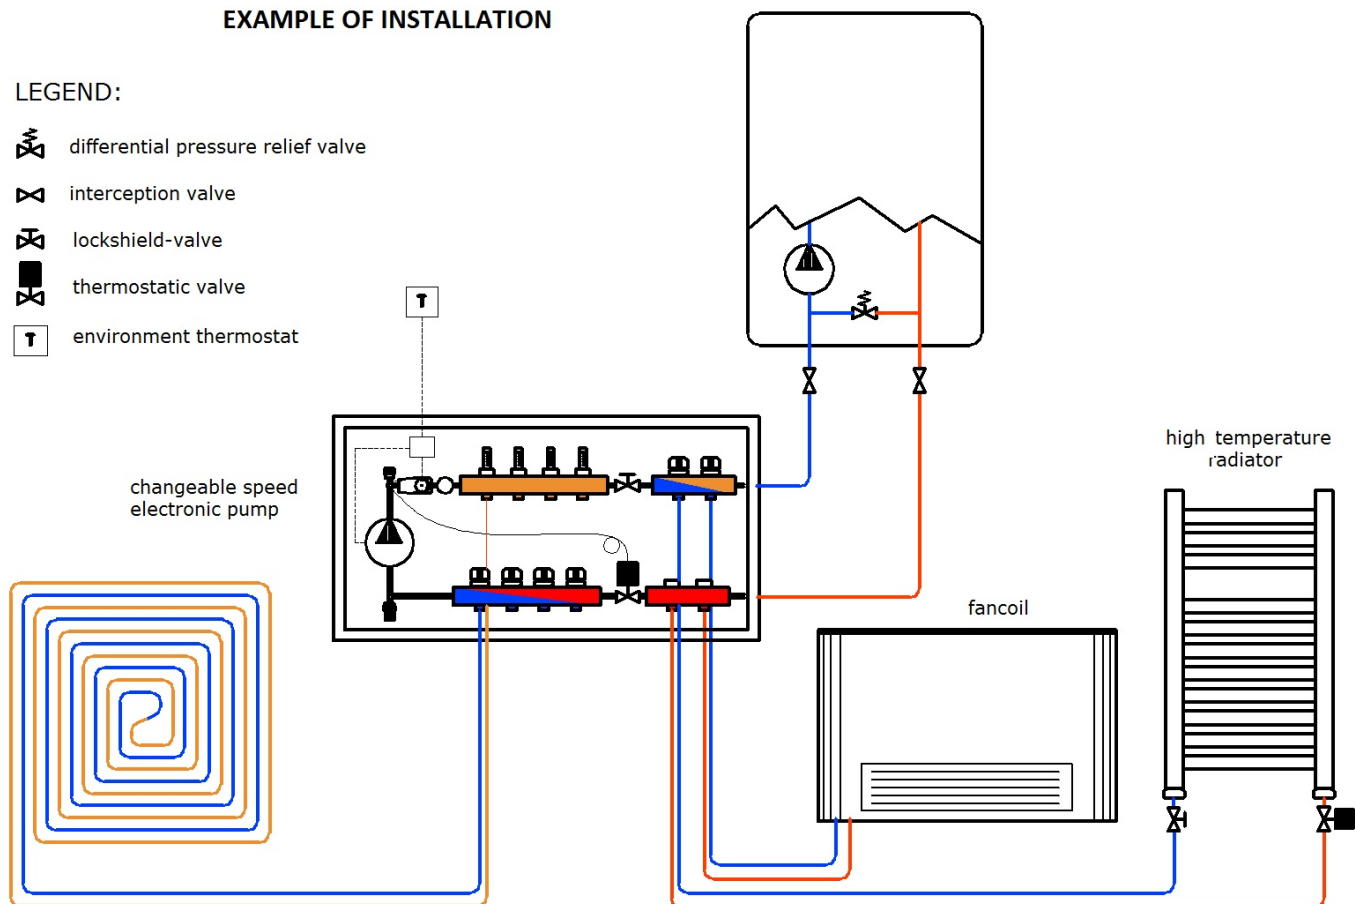 EXAMPLE OF INSTALLATION
LEGEND:
differential pressure relief valve
interception valve
lockshield-valve
thermostatic valve
T
environment thermostat
T
changeable speed
electronic pump
high temperature
radiator
fancoil